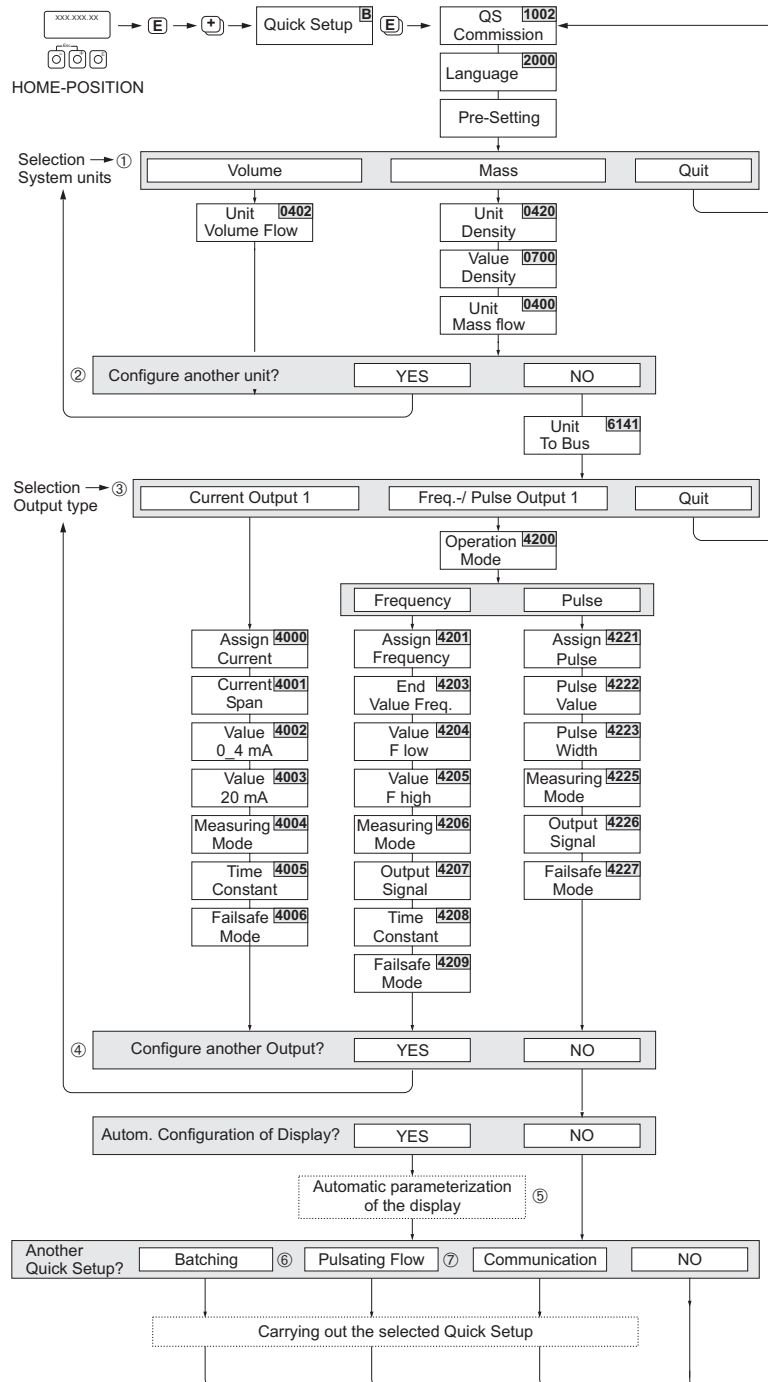 XXX.XXX.XX
Esc
- + E
HOME-POSITION
E
+
Quick Setup B
E
QS 1002
Commission
Language 2000
Pre-Setting
Selection ①
System units
Volume
Mass
Quit
Unit 0402
Volume Flow
Unit 0420
Density
Value 0700
Density
Unit 0400
Mass flow
② Configure another unit? YES NO
Unit 6141
To Bus
Selection ③
Output type
Current Output 1
Freq.-/ Pulse Output 1
Quit
Operation 4200
Mode
Frequency
Pulse
Assign 4000
Current
Current 4001
Span
Value 4002
0_4 mA
Value 4003
20 mA
Measuring 4004
Mode
Time 4005
Constant
Failsafe 4006
Mode
Assign 4201
Frequency
End 4203
Value Freq.
Value 4204
F low
Value 4205
F high
Measuring 4206
Mode
Output 4207
Signal
Time 4208
Constant
Failsafe 4209
Mode
Assign 4221
Pulse
Pulse 4222
Value
Pulse 4223
Width
Measuring 4225
Mode
Output 4226
Signal
Failsafe 4227
Mode
④ Configure another Output? YES NO
Autom. Configuration of Display? YES NO
Automatic parameterization
of the display
⑤
Another
Quick Setup?
Batching ⑥ Pulsating Flow ⑦ Communication NO
Carrying out the selected Quick Setup